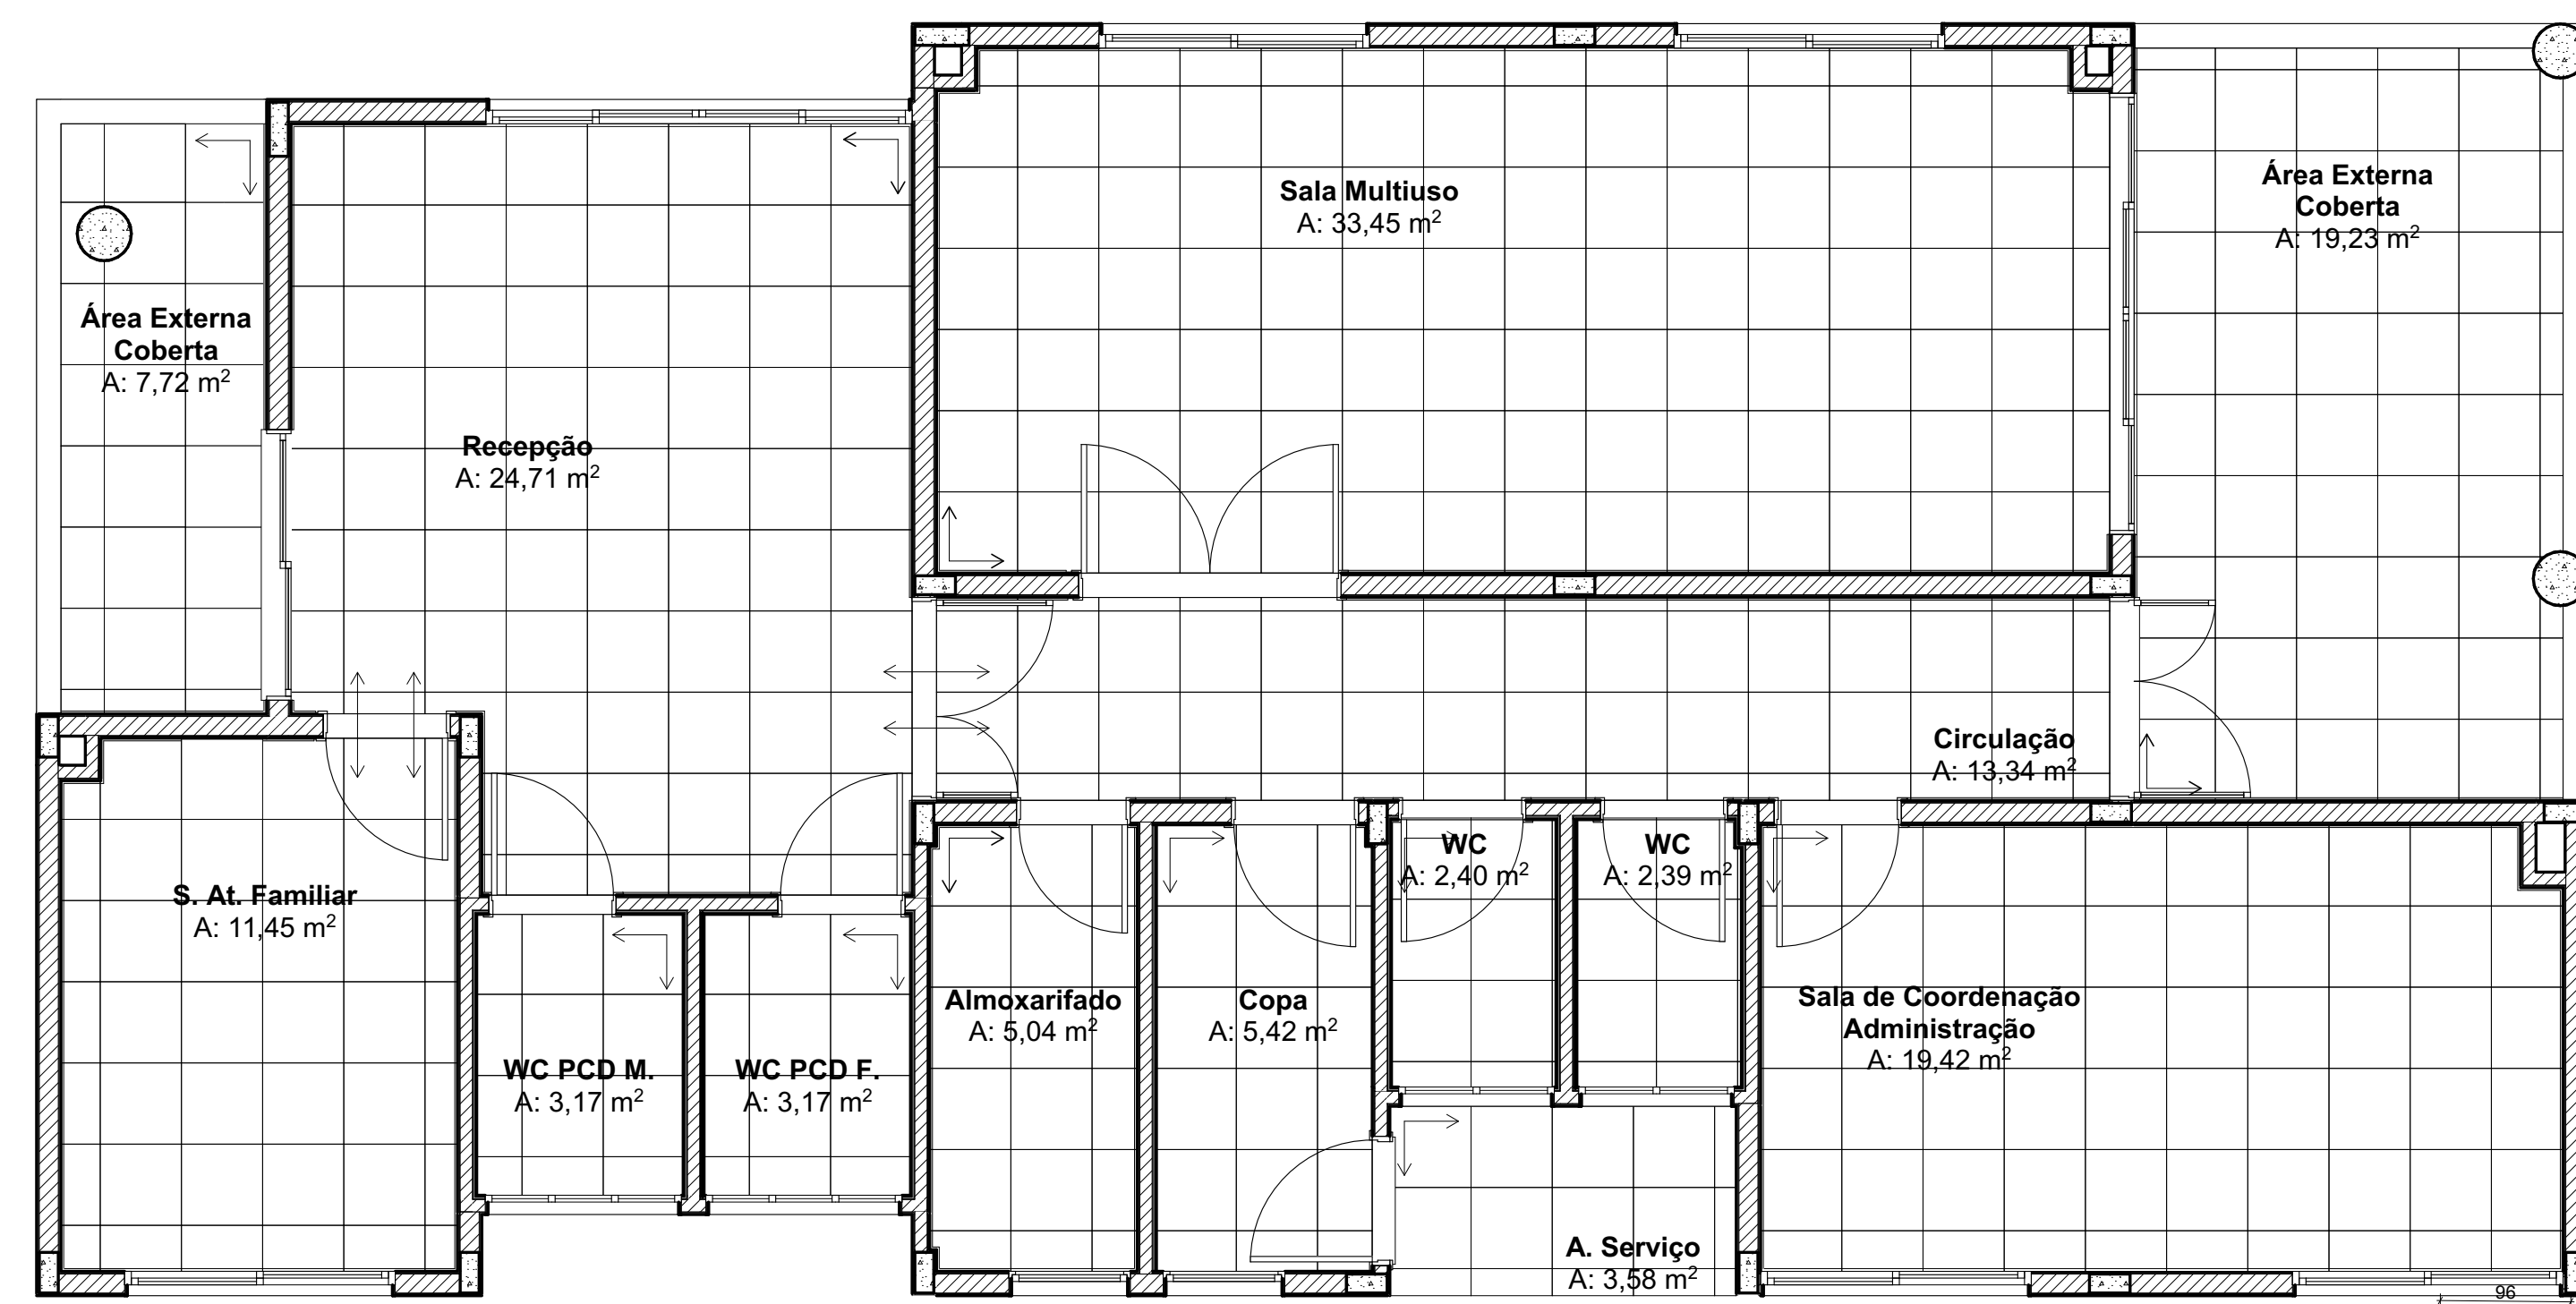 Sala Multiuso
A: 33,45 m²
Área Externa
Coberta
A: 19,23 m²
Área Externa
Coberta
A: 7,72 m²
Recepção
A: 24,71 m²
Circulação
A: 13,34 m²
S. At. Familiar
A: 11,45 m²
WC PCD M.
A: 3,17 m²
WC PCD F.
A: 3,17 m²
Almoxarifado
A: 5,04 m²
Copa
A: 5,42 m²
WC
A: 2,40 m²
WC
A: 2,39 m²
Sala de Coordenação
Administração
A: 19,42 m²
A. Serviço
A: 3,58 m²
96